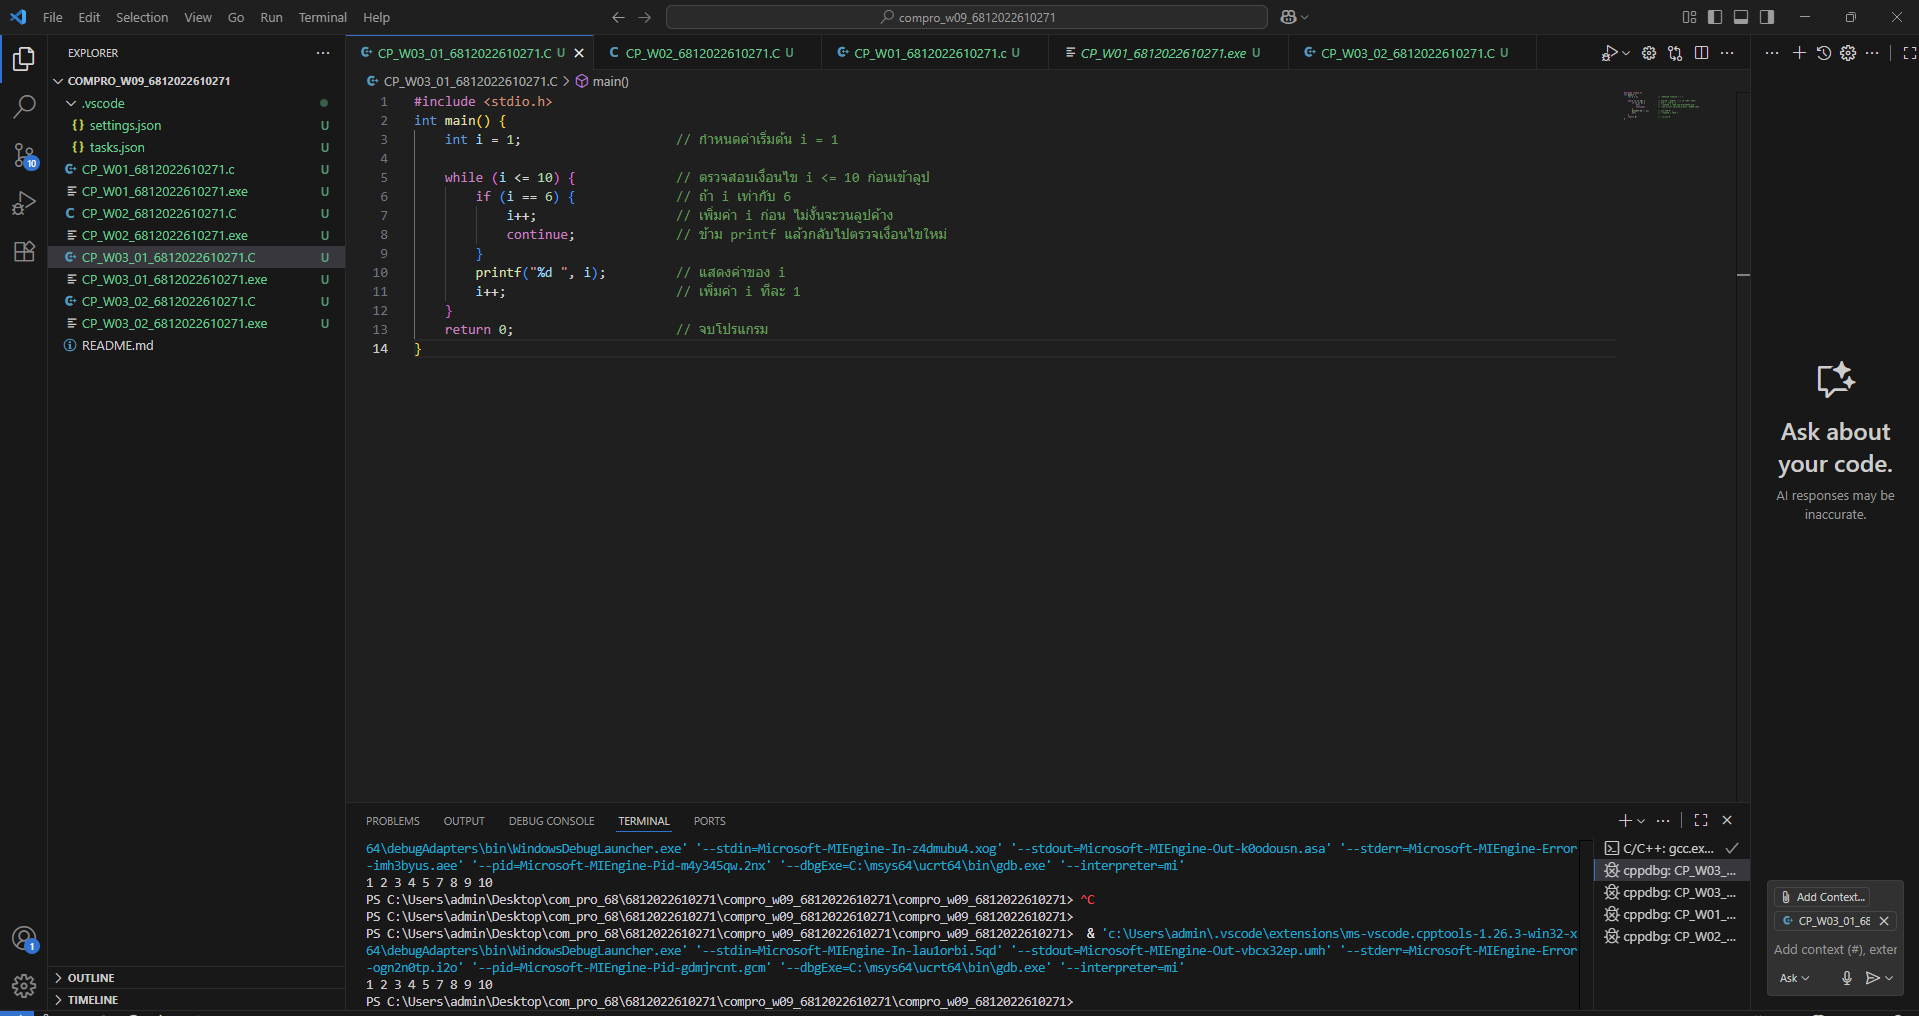 File Edit Selection View Go Run Terminal Help
compro_w09_6812022610271
EXPLORER
COMPRO_W09_6812022610271
.vscode
{} settings.json U
{} tasks.json U
CP_W01_6812022610271.c U
CP_W01_6812022610271.exe U
C CP_W02_6812022610271.C U
CP_W02_6812022610271.exe U
CP_W03_01_6812022610271.C U
CP_W03_01_6812022610271.exe U
CP_W03_02_6812022610271.C U
CP_W03_02_6812022610271.exe U
README.md
10
1
OUTLINE
TIMELINE
CP_W03_01_6812022610271.C U
C CP_W02_6812022610271.C U
CP_W01_6812022610271.c U
CP_W01_6812022610271.exe U
CP_W03_02_6812022610271.C U
CP_W03_01_6812022610271.C > main()
1 #include <stdio.h>
2 int main() {
3 int i = 1; // กำหนดค่าเริ่มต้น i = 1
4
5 while (i <= 10) { // ตรวจสอบเงื่อนไข i <= 10 ก่อนเข้าลูป
6 if (i == 6) { // ถ้า i เท่ากับ 6
7 i++; // เพิ่มค่า i ก่อน ไม่งั้นจะวนลูปค้าง
8 continue; // ข้าม printf แล้วกลับไปตรวจเงื่อนไขใหม่
9 }
10 printf("%d ", i); // แสดงค่าของ i
11 i++; // เพิ่มค่า i ทีละ 1
12 }
13 return 0; // จบโปรแกรม
14 }
PROBLEMS OUTPUT DEBUG CONSOLE TERMINAL PORTS
64\debugAdapters\bin\WindowsDebugLauncher.exe' '--stdin=Microsoft-MIEngine-In-z4dmubu4.xog' '--stdout=Microsoft-MIEngine-Out-k0odousn.asa' '--stderr=Microsoft-MIEngine-Error
-imh3byus.aee' '--pid=Microsoft-MIEngine-Pid-m4y345qw.2nx' '--dbgExe=C:\msys64\ucrt64\bin\gdb.exe' '--interpreter=mi'
1 2 3 4 5 7 8 9 10
PS C:\Users\admin\Desktop\com_pro_68\6812022610271\compro_w09_6812022610271\compro_w09_6812022610271> ^C
PS C:\Users\admin\Desktop\com_pro_68\6812022610271\compro_w09_6812022610271\compro_w09_6812022610271>
PS C:\Users\admin\Desktop\com_pro_68\6812022610271\compro_w09_6812022610271\compro_w09_6812022610271> & 'c:\Users\admin\.vscode\extensions\ms-vscode.cpptools-1.26.3-win32-x
64\debugAdapters\bin\WindowsDebugLauncher.exe' '--stdin=Microsoft-MIEngine-In-lau1orbi.5qd' '--stdout=Microsoft-MIEngine-Out-vbcx32ep.umh' '--stderr=Microsoft-MIEngine-Error
-ogn2n0tp.i2o' '--pid=Microsoft-MIEngine-Pid-gdmjrcnt.gcm' '--dbgExe=C:\msys64\ucrt64\bin\gdb.exe' '--interpreter=mi'
1 2 3 4 5 7 8 9 10
PS C:\Users\admin\Desktop\com_pro_68\6812022610271\compro_w09_6812022610271\compro_w09_6812022610271>
C/C++: gcc.ex...
cppdbg: CP_W03_...
cppdbg: CP_W03_...
cppdbg: CP_W01_...
cppdbg: CP_W02_...
Ask about
your code.
AI responses may be
inaccurate.
Add Context...
CP_W03_01_68
Add context (#), exter
Ask